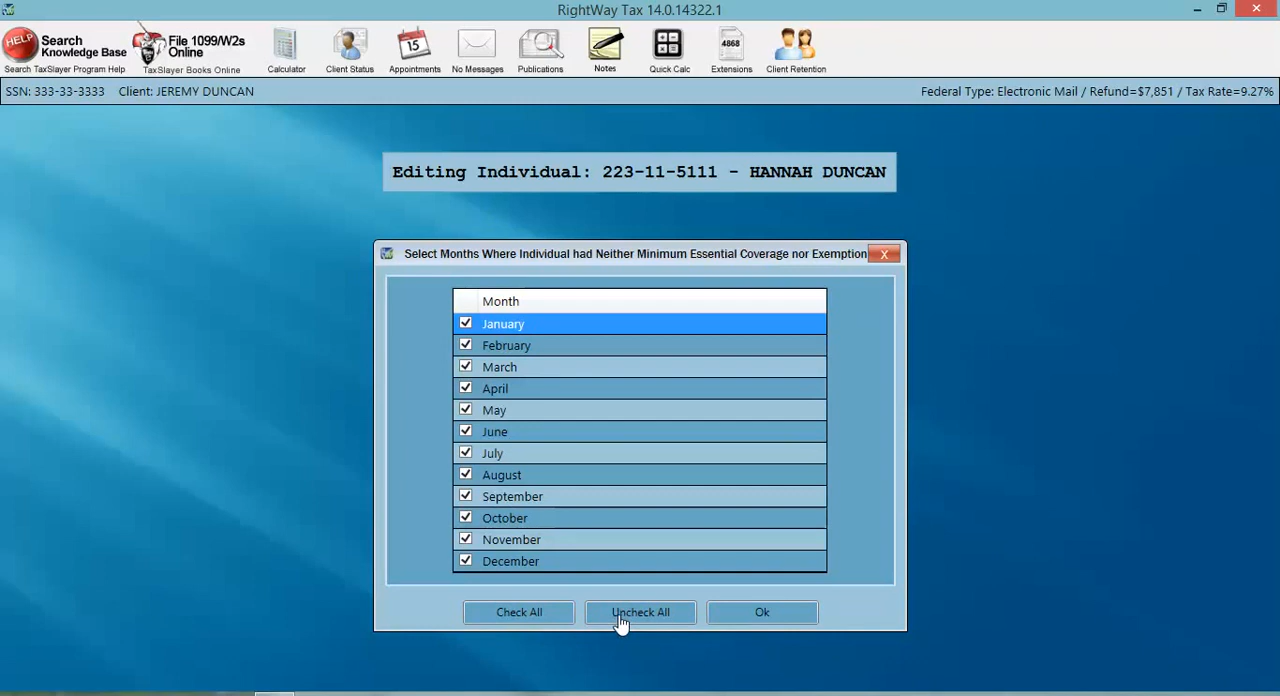 RightWay Tax 14.0.14322.1
HELP
Search
Knowledge Base
Search TaxSlayer Program Help
File 1099/W2s
Online
TaxSlayer Books Online
Calculator
Client Status
15
Appointments
No Messages
Publications
Notes
Quick Calc
4868
Extensions
Client Retention
SSN: 333-33-3333 Client: JEREMY DUNCAN
Federal Type: Electronic Mail / Refund=$7,851 / Tax Rate=9.27%
Editing Individual: 223-11-5111 - HANNAH DUNCAN
Select Months Where Individual had Neither Minimum Essential Coverage nor Exemption
Month
January
February
March
April
May
June
July
August
September
October
November
December
Check All
Uncheck All
Ok